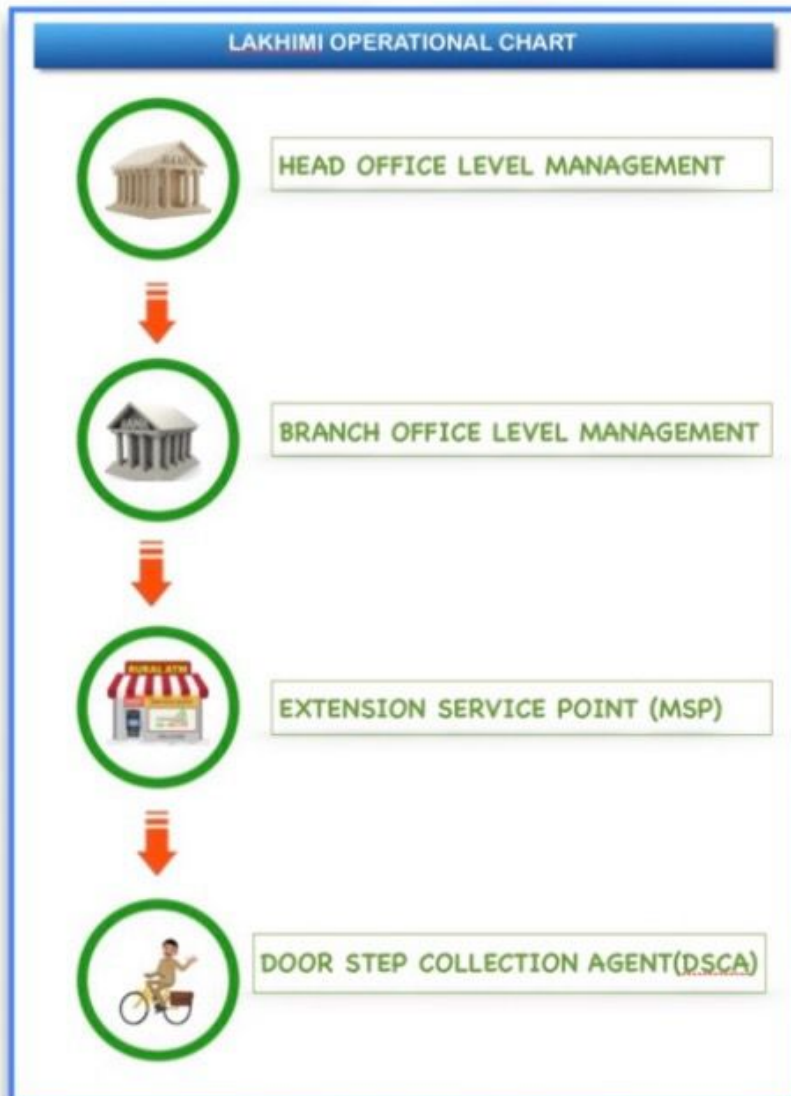 LAKHIMI OPERATIONAL CHART
HEAD OFFICE LEVEL MANAGEMENT
BRANCH OFFICE LEVEL MANAGEMENT
RURAL ATM
EXTENSION SERVICE POINT (MSP)
DOOR STEP COLLECTION AGENT(DSCA)